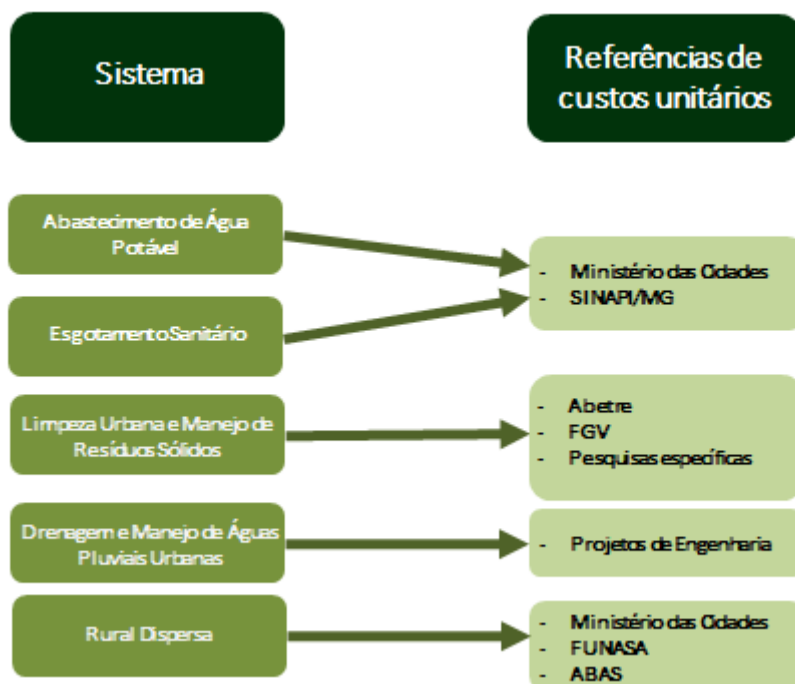 Sistema
Referências de
custos unitários
Abastecimento de Água
Potável
Esgotamento Sanitário
- Ministério das Cidades
- SINAPI/MG
Limpeza Urbana e Manejo de
Resíduos Sólidos
- Abetre
- FGV
- Pesquisas específicas
Drenagem e Manejo de Águas
Pluviais Urbanas
- Projetos de Engenharia
Rural Dispersa
- Ministério das Cidades
- FUNASA
- ABAS